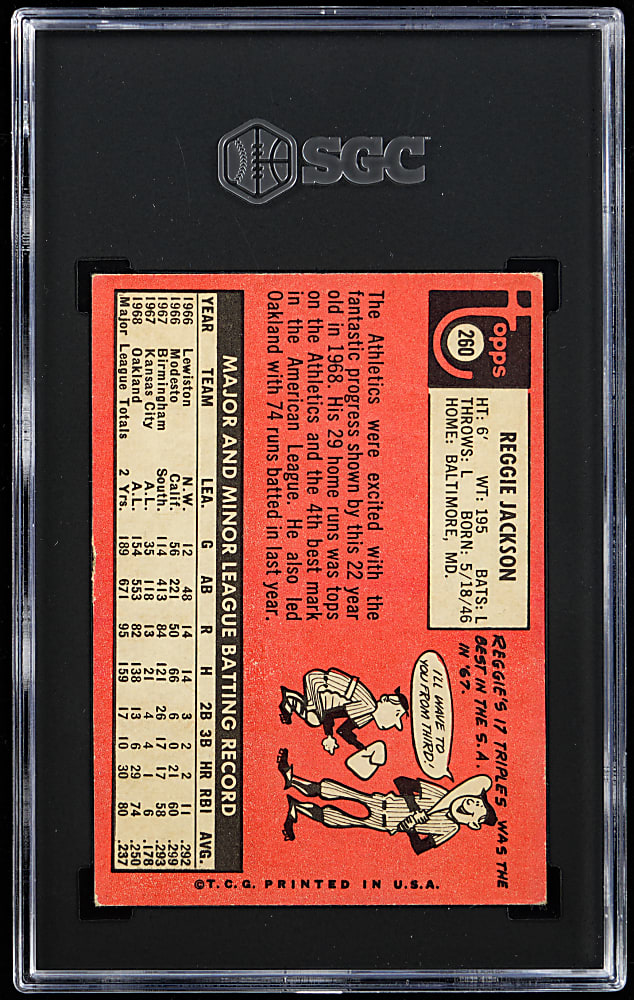 SGC
Topps
260
REGGIE JACKSON
HT: 6' WT: 195 BATS: L
THROWS: L BORN: 5/18/46
HOME: BALTIMORE, MD.
REGGIE'S 17 TRIPLES WAS THE
BEST IN THE S.A.
IN '67.
"I'LL HAVE TO
YOU FROM THIRD!"
The Athletics were excited with the
fantastic progress shown by this 22 year
old in 1968. His 29 home runs was tops
on the Athletics and the 4th best mark
in the American League. He also led
Oakland with 74 runs batted in last year.
MAJOR AND MINOR LEAGUE BATTING RECORD
YEAR TEAM LEA. G AB R H 2B 3B HR RBI AVG.
1966 Lewiston N.W. 12 48 14 14 3 2 2 11 .292
1966 Modesto Calif. 56 221 50 66 6 0 21 60 .299
1967 Birmingham South. 114 413 84 121 26 17 17 58 .293
1967 Kansas City A.L. 35 118 13 21 4 4 1 6 .178
1968 Oakland A.L. 154 553 82 138 13 6 29 74 .250
Major League Totals 2 Yrs. 189 671 95 159 17 10 30 80 .237
©T.C.G. PRINTED IN U.S.A.